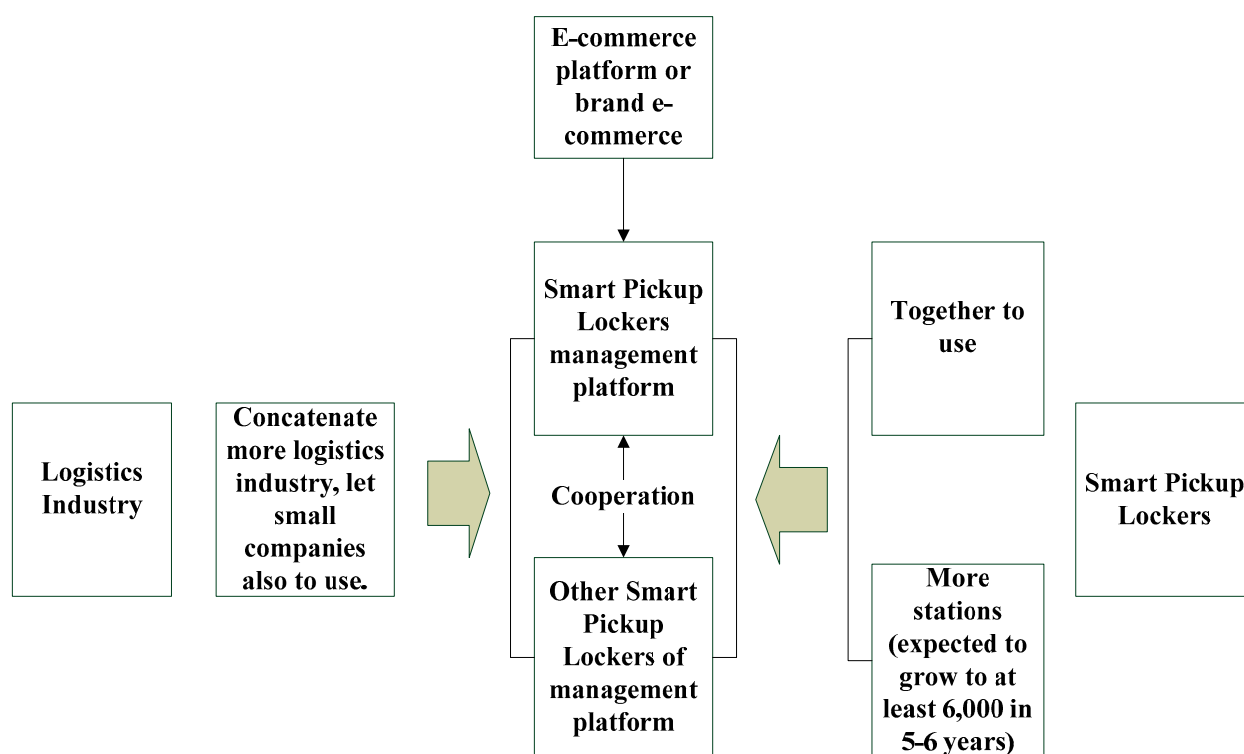 E-commerce
platform or
brand e-
commerce
Smart Pickup
Lockers
management
platform
Together to
use
Logistics
Industry
Concatenate
more logistics
industry, let
small
companies
also to use.
Cooperation
Smart Pickup
Lockers
Other Smart
Pickup
Lockers of
management
platform
More
stations
(expected to
grow to at
least 6,000 in
5-6 years)